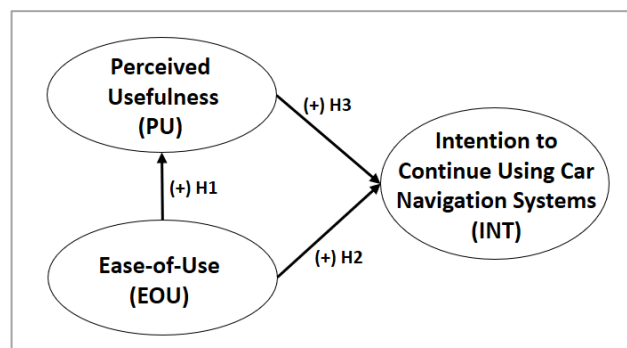 Perceived
Usefulness
(PU)
(+) H3
Intention to
Continue Using Car
Navigation Systems
(INT)
(+) H1
Ease-of-Use
(EOU)
(+) H2